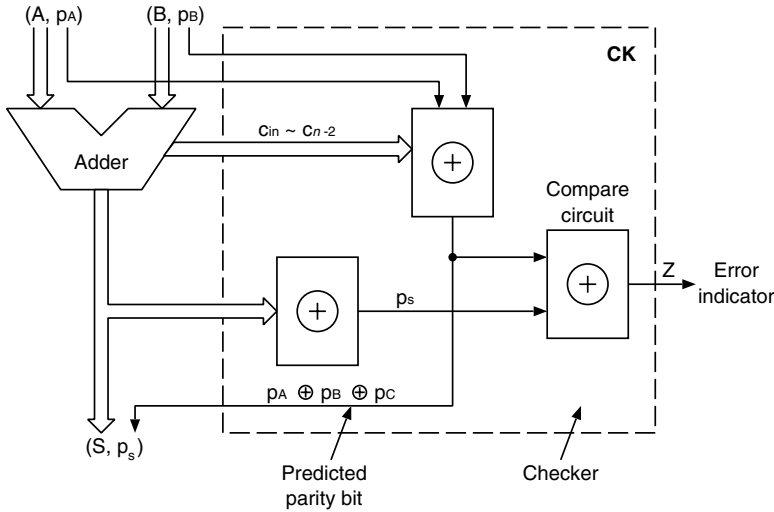 (A, pA)
(B, pB)
CK
cin ~ cn-2
Adder
+
Compare
circuit
+
+
Z
Error
indicator
ps
pA ⊕ pB ⊕ pC
(S, ps)
Predicted
parity bit
Checker